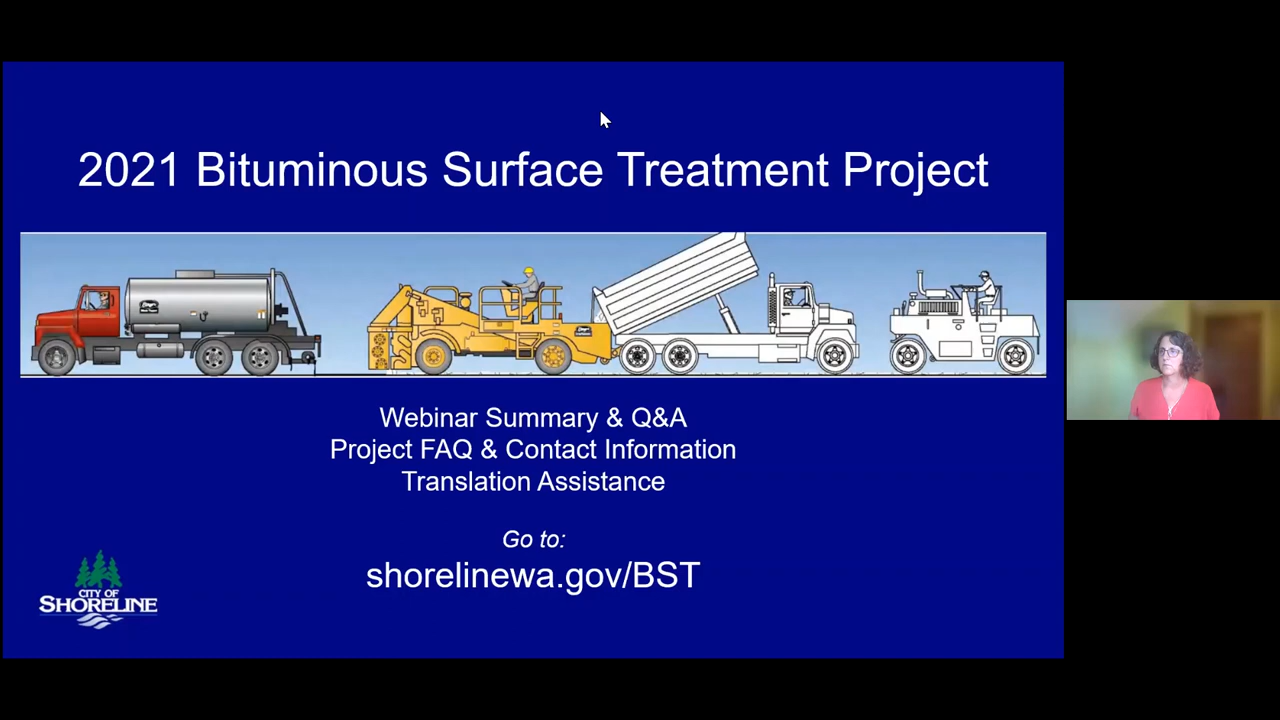 2021 Bituminous Surface Treatment Project
Webinar Summary & Q&A
Project FAQ & Contact Information
Translation Assistance
Go to:
shorelinewa.gov/BST
CITY OF
SHORELINE